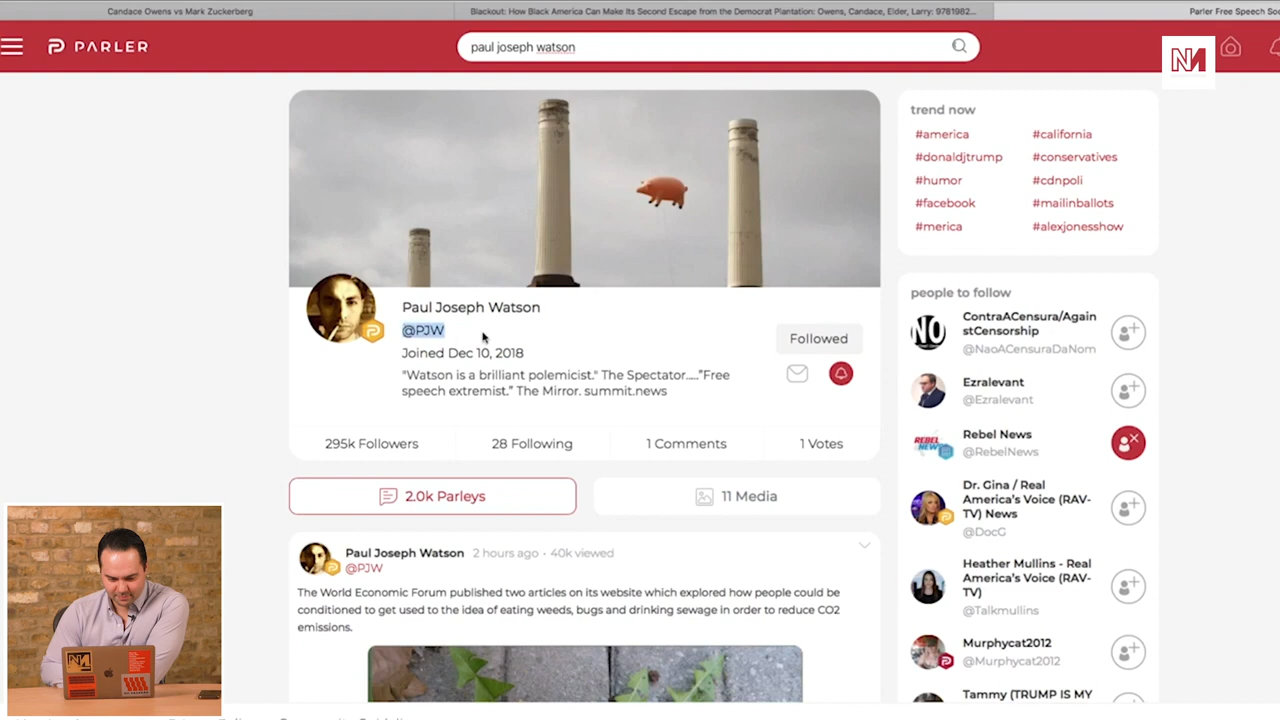 Candace Owens vs Mark Zuckerberg
Blackout: How Black America Can Make Its Second Escape from the Democrat Plantation: Owens, Candace, Elder, Larry: 9781982...
Parler Free Speech Soc
PARLER
paul joseph watson
NM
Paul Joseph Watson
@PJW
Joined Dec 10, 2018
"Watson is a brilliant polemicist." The Spectator....."Free
speech extremist." The Mirror. summit.news
Followed
295k Followers
28 Following
1 Comments
1 Votes
2.0k Parleys
11 Media
Paul Joseph Watson 2 hours ago • 40k viewed
@PJW
The World Economic Forum published two articles on its website which explored how people could be
conditioned to get used to the idea of eating weeds, bugs and drinking sewage in order to reduce CO2
emissions.
trend now
#america
#california
#donaldjtrump
#conservatives
#humor
#cdnpoli
#facebook
#mailinballots
#merica
#alexjonesshow
people to follow
NO
ContraACensura/Again
stCensorship
@NaoACensuraDaNom
Ezralevant
@Ezralevant
REBEL
NEWS
Rebel News
@RebelNews
Dr. Gina / Real
America's Voice (RAV-
TV) News
@DocG
Heather Mullins - Real
America's Voice (RAV-
TV)
@Talkmullins
Murphycat2012
@Murphycat2012
Tammy (TRUMP IS MY